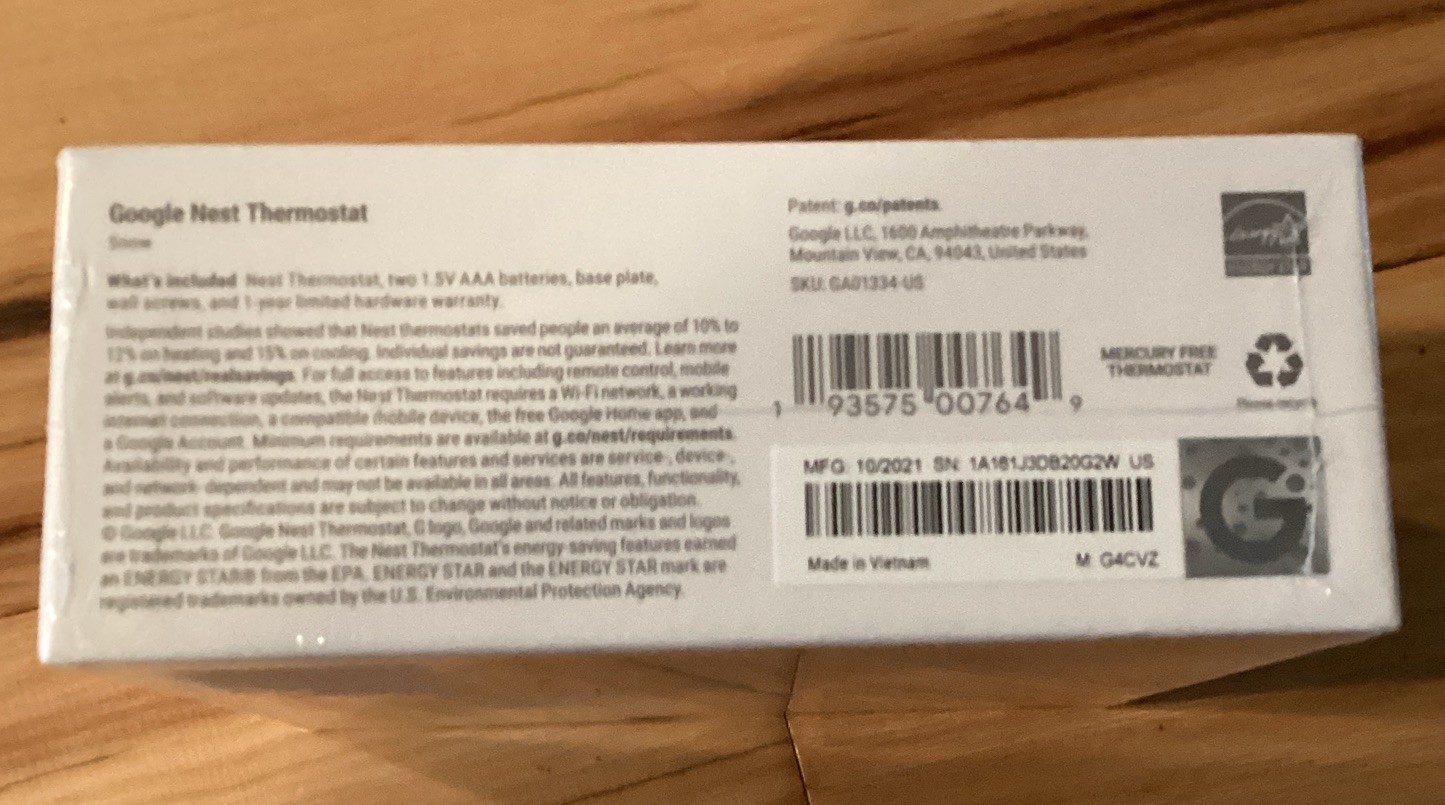 Google Nest Thermostat
Snow
What's included Nest Thermostat, two 1.5V AAA batteries, base plate,
wall screws, and 1-year limited hardware warranty.
Independent studies showed that Nest thermostats saved people an average of 10% to
12% on heating and 15% on cooling. Individual savings are not guaranteed. Learn more
at g.co/nest/realsavings. For full access to features including remote control, mobile
alerts, and software updates, the Nest Thermostat requires a Wi-Fi network, a working
internet connection, a compatible mobile device, the free Google Home app, and
a Google Account. Minimum requirements are available at g.co/nest/requirements.
Availability and performance of certain features and services are service-, device-,
and network-dependent and may not be available in all areas. All features, functionality,
and product specifications are subject to change without notice or obligation.
© Google LLC. Google Nest Thermostat, G logo, Google and related marks and logos
are trademarks of Google LLC. The Nest Thermostat's energy-saving features earned
an ENERGY STAR® from the EPA. ENERGY STAR and the ENERGY STAR mark are
registered trademarks owned by the U.S. Environmental Protection Agency.
Patent: g.co/patents
Google LLC, 1600 Amphitheatre Parkway,
Mountain View, CA, 94043, United States
SKU: GA01334-US
energy
1 93575 00764 9
MERCURY FREE
THERMOSTAT
Please recycle
MFG: 10/2021 SN: 1A181J3DB20G2W US
Made in Vietnam M: G4CVZ
G